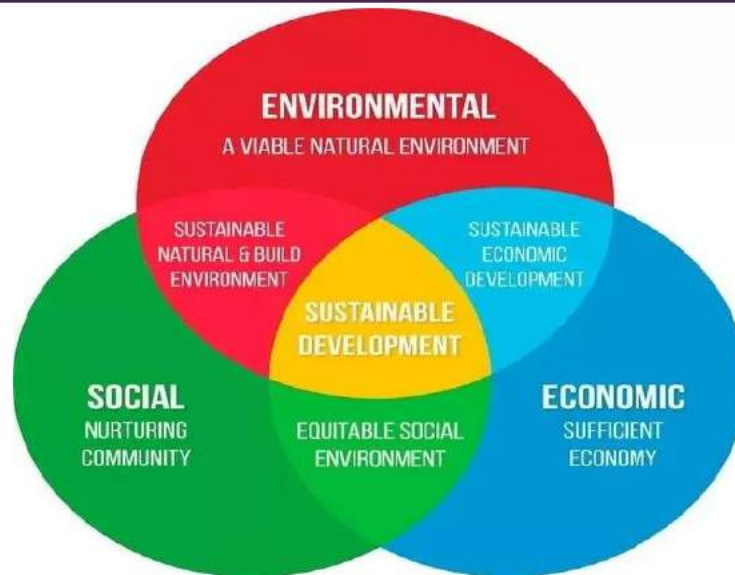 ENVIRONMENTAL
A VIABLE NATURAL ENVIRONMENT
SUSTAINABLE
NATURAL & BUILD
ENVIRONMENT
SUSTAINABLE
ECONOMIC
DEVELOPMENT
SUSTAINABLE
DEVELOPMENT
SOCIAL
NURTURING
COMMUNITY
EQUITABLE SOCIAL
ENVIRONMENT
ECONOMIC
SUFFICIENT
ECONOMY